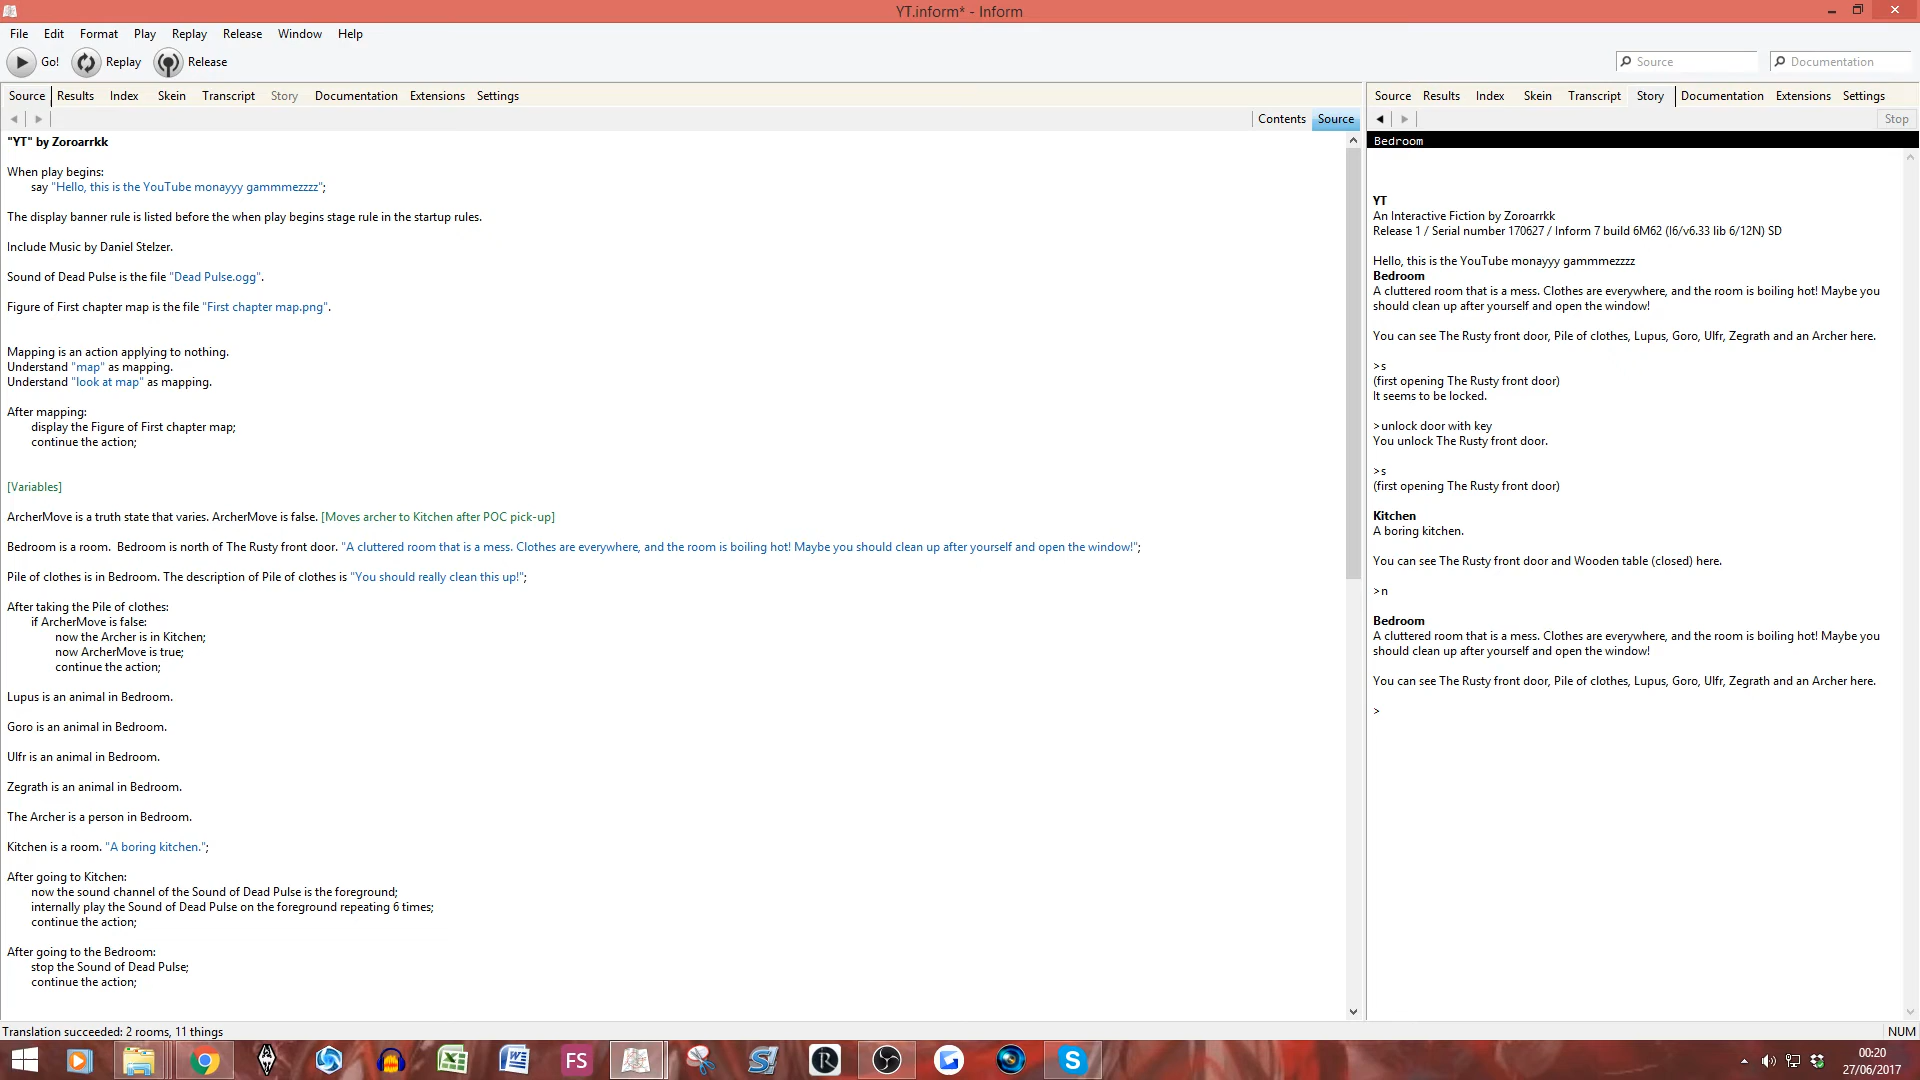 YT.inform* - Inform
File Edit Format Play Replay Release Window Help
Go! Replay Release Source Documentation
Source Results Index Skein Transcript Story Documentation Extensions Settings
Contents Source
"YT" by Zoroarrkk
When play begins:
say "Hello, this is the YouTube monayyy gammmezzzz";
The display banner rule is listed before the when play begins stage rule in the startup rules.
Include Music by Daniel Stelzer.
Sound of Dead Pulse is the file "Dead Pulse.ogg".
Figure of First chapter map is the file "First chapter map.png".
Mapping is an action applying to nothing.
Understand "map" as mapping.
Understand "look at map" as mapping.
After mapping:
display the Figure of First chapter map;
continue the action;
[Variables]
ArcherMove is a truth state that varies. ArcherMove is false. [Moves archer to Kitchen after POC pick-up]
Bedroom is a room.  Bedroom is north of The Rusty front door. "A cluttered room that is a mess. Clothes are everywhere, and the room is boiling hot! Maybe you should clean up after yourself and open the window!";
Pile of clothes is in Bedroom. The description of Pile of clothes is "You should really clean this up!";
After taking the Pile of clothes:
if ArcherMove is false:
now the Archer is in Kitchen;
now ArcherMove is true;
continue the action;
Lupus is an animal in Bedroom.
Goro is an animal in Bedroom.
Ulfr is an animal in Bedroom.
Zegrath is an animal in Bedroom.
The Archer is a person in Bedroom.
Kitchen is a room. "A boring kitchen.";
After going to Kitchen:
now the sound channel of the Sound of Dead Pulse is the foreground;
internally play the Sound of Dead Pulse on the foreground repeating 6 times;
continue the action;
After going to the Bedroom:
stop the Sound of Dead Pulse;
continue the action;
Source Results Index Skein Transcript Story Documentation Extensions Settings
Stop
Bedroom
YT
An Interactive Fiction by Zoroarrkk
Release 1 / Serial number 170627 / Inform 7 build 6M62 (I6/v6.33 lib 6/12N) SD
Hello, this is the YouTube monayyy gammmezzzz
Bedroom
A cluttered room that is a mess. Clothes are everywhere, and the room is boiling hot! Maybe you
should clean up after yourself and open the window!
You can see The Rusty front door, Pile of clothes, Lupus, Goro, Ulfr, Zegrath and an Archer here.
>s
(first opening The Rusty front door)
It seems to be locked.
>unlock door with key
You unlock The Rusty front door.
>s
(first opening The Rusty front door)
Kitchen
A boring kitchen.
You can see The Rusty front door and Wooden table (closed) here.
>n
Bedroom
A cluttered room that is a mess. Clothes are everywhere, and the room is boiling hot! Maybe you
should clean up after yourself and open the window!
You can see The Rusty front door, Pile of clothes, Lupus, Goro, Ulfr, Zegrath and an Archer here.
>
Translation succeeded: 2 rooms, 11 things
NUM
FS
00:20
27/06/2017